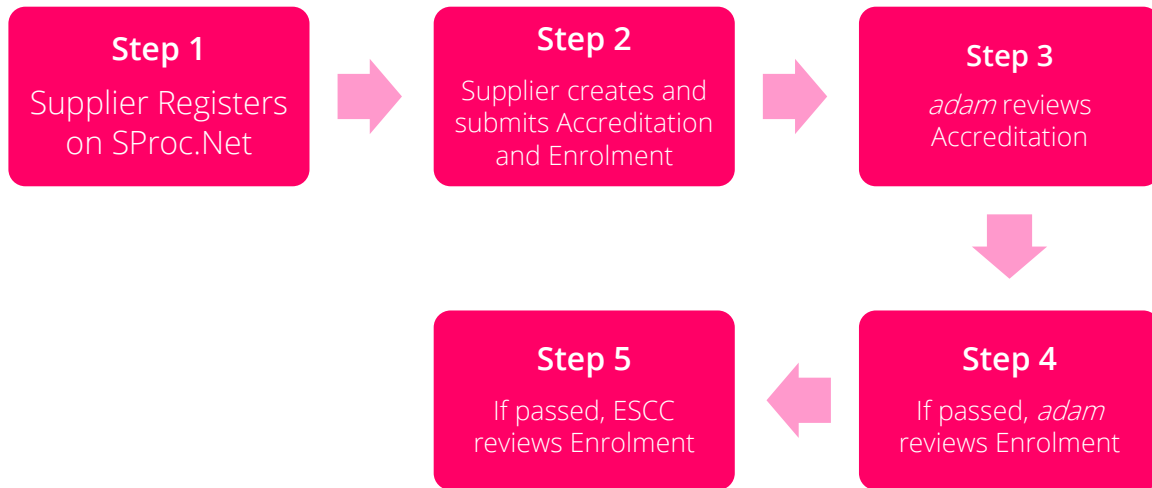 Step 1
Supplier Registers
on SProc.Net
Step 2
Supplier creates and
submits Accreditation
and Enrolment
Step 3
adam reviews
Accreditation
Step 4
If passed, adam
reviews Enrolment
Step 5
If passed, ESCC
reviews Enrolment